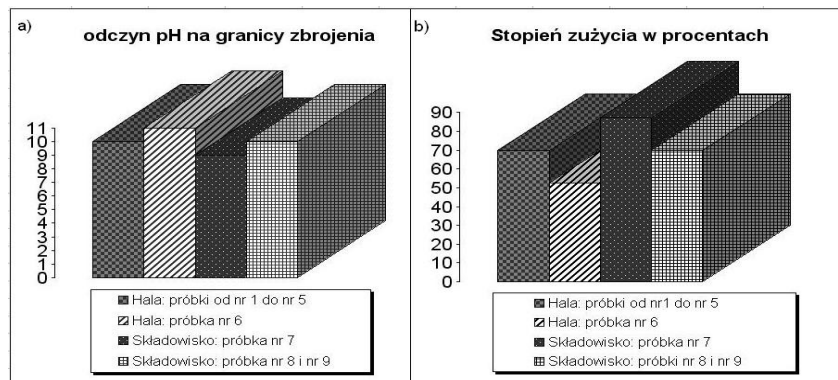 a)
odczyn pH na granicy zbrojenia
11
10
9
8
7
6
5
4
3
2
1
0
Hala: próbki od nr 1 do nr 5
Hala: próbka nr 6
Składowisko: próbka nr 7
Składowisko: próbka nr 8 i nr 9
b)
Stopień zużycia w procentach
90
80
70
60
50
40
30
20
10
0
Hala: próbki od nr1 do nr 5
Hala: próbka nr 6
Składowisko: próbka nr 7
Składowisko: próbki nr 8 i nr 9